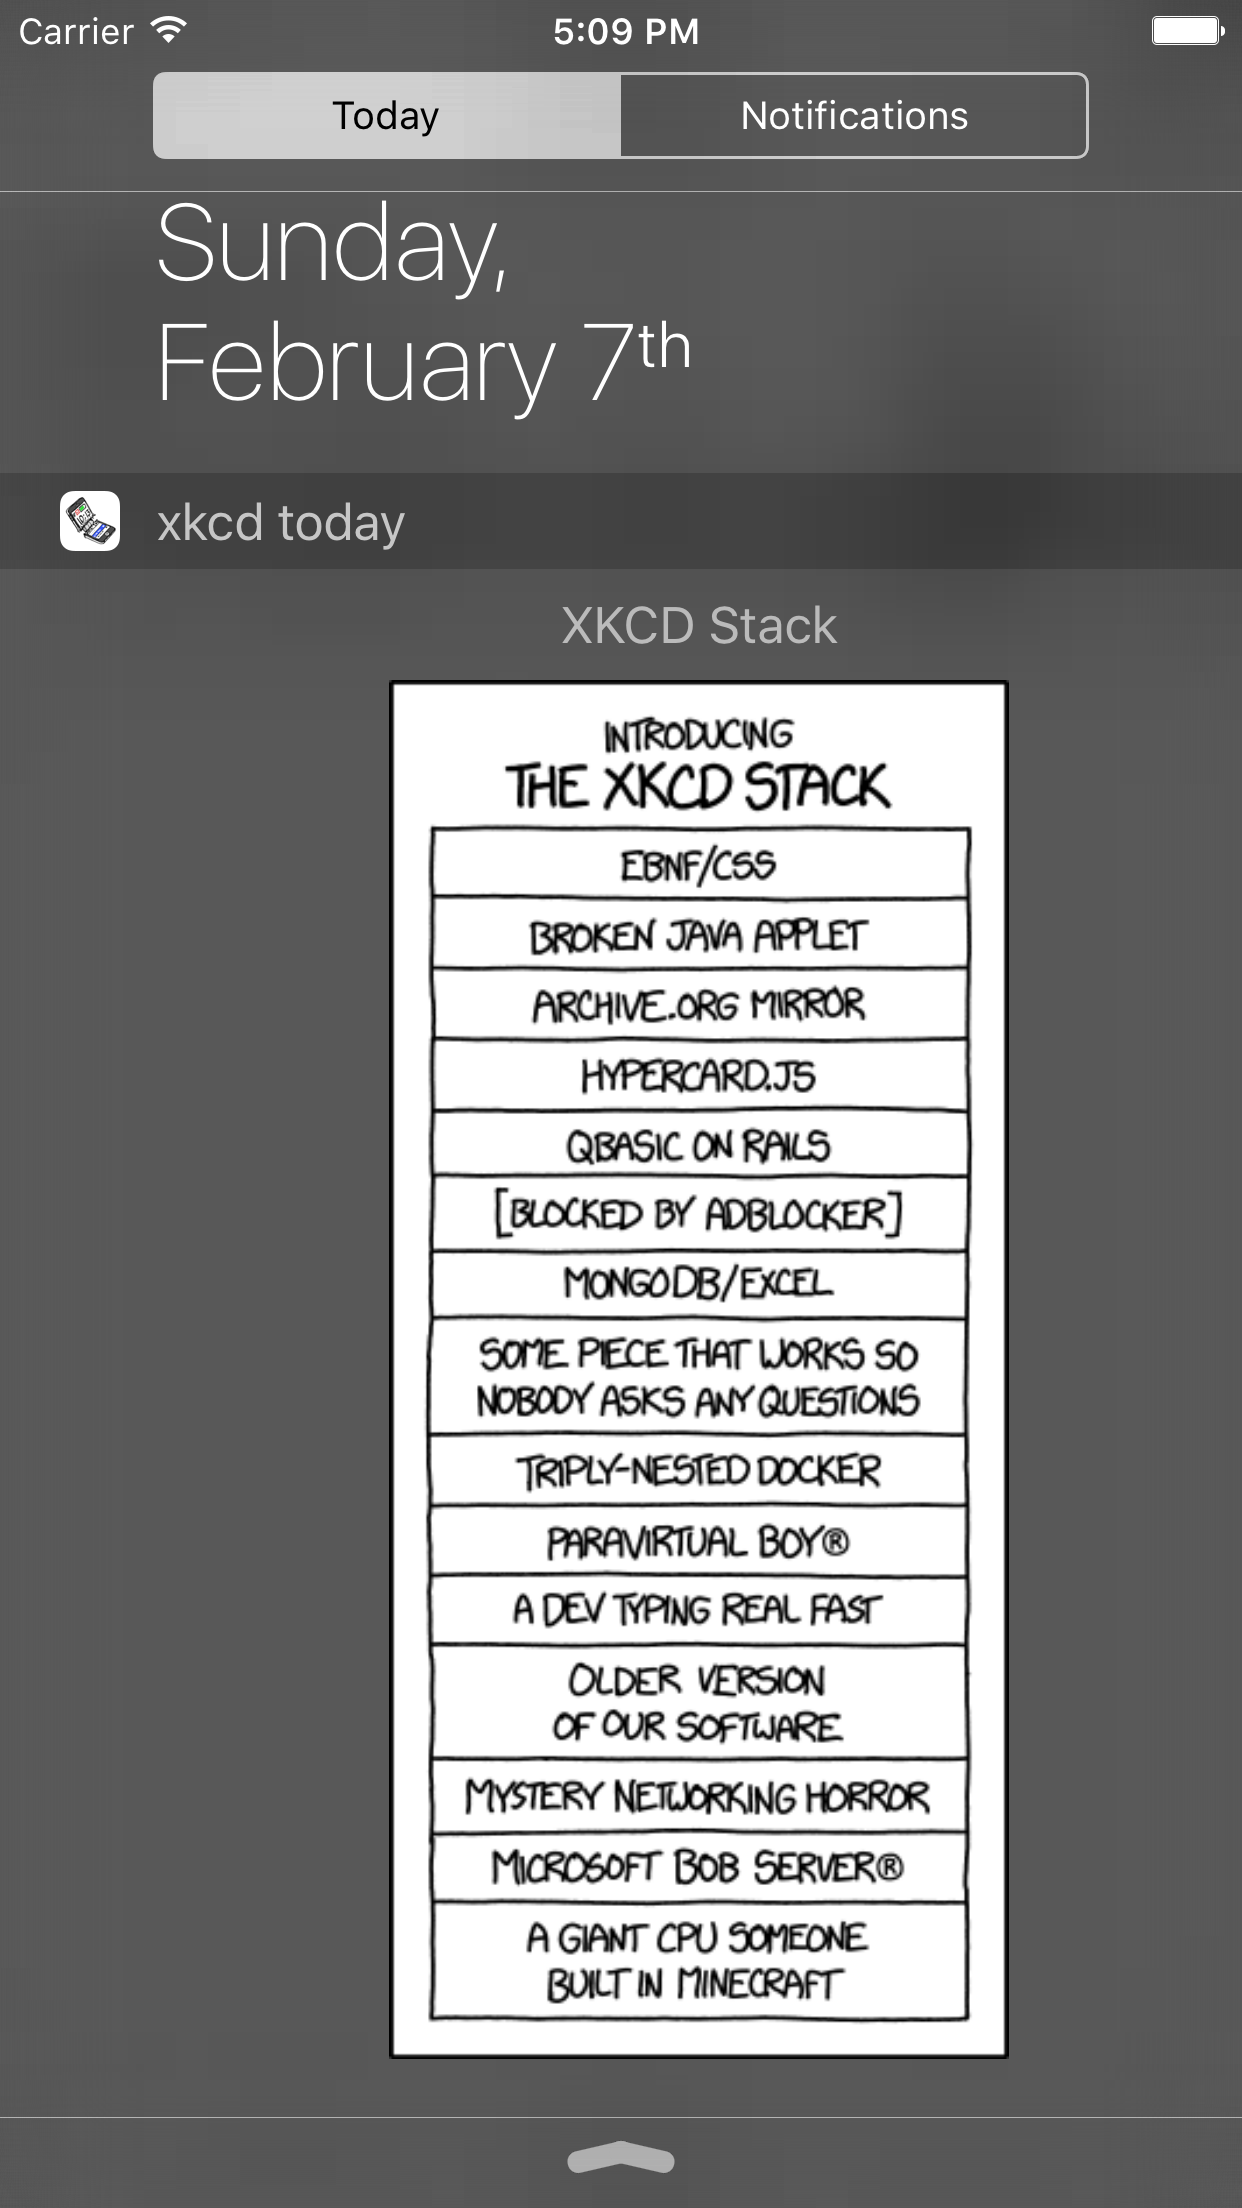 Carrier 5:09 PM
Today Notifications
Sunday,
February 7th
xkcd today
XKCD Stack
INTRODUCING
THE XKCD STACK
EBNF/CSS
BROKEN JAVA APPLET
ARCHIVE.ORG MIRROR
HYPERCARD.JS
QBASIC ON RAILS
[BLOCKED BY ADBLOCKER]
MONGODB/EXCEL
SOME PIECE THAT WORKS SO
NOBODY ASKS ANY QUESTIONS
TRIPLY-NESTED DOCKER
PARAVIRTUAL BOY®
A DEV TYPING REAL FAST
OLDER VERSION
OF OUR SOFTWARE
MYSTERY NETWORKING HORROR
MICROSOFT BOB SERVER®
A GIANT CPU SOMEONE
BUILT IN MINECRAFT